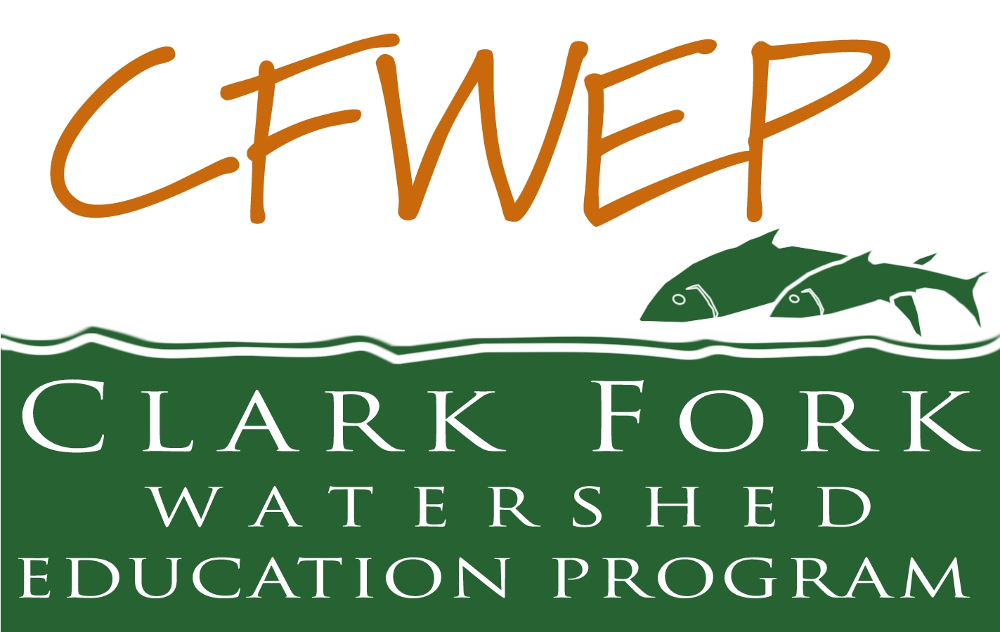 CFWEP
CLARK FORK
WATERSHED
EDUCATION PROGRAM